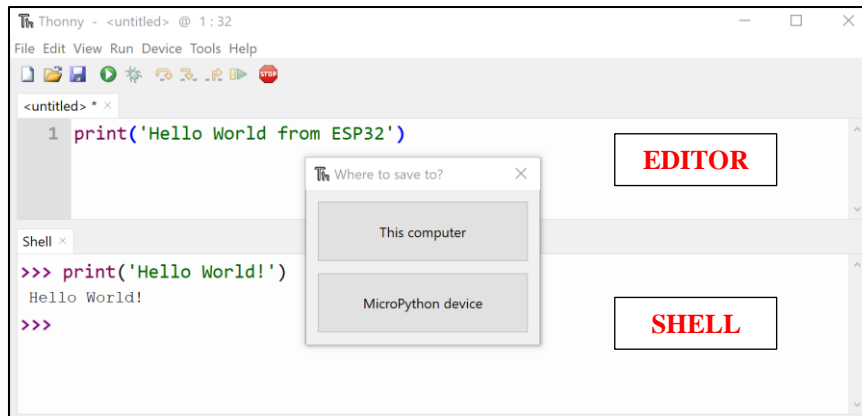 Thonny - <untitled> @ 1:32
File Edit View Run Device Tools Help
STOP
<untitled> *
1 print('Hello World from ESP32')
EDITOR
Where to save to?
This computer
MicroPython device
Shell
>>> print('Hello World!')
Hello World!
>>>
SHELL